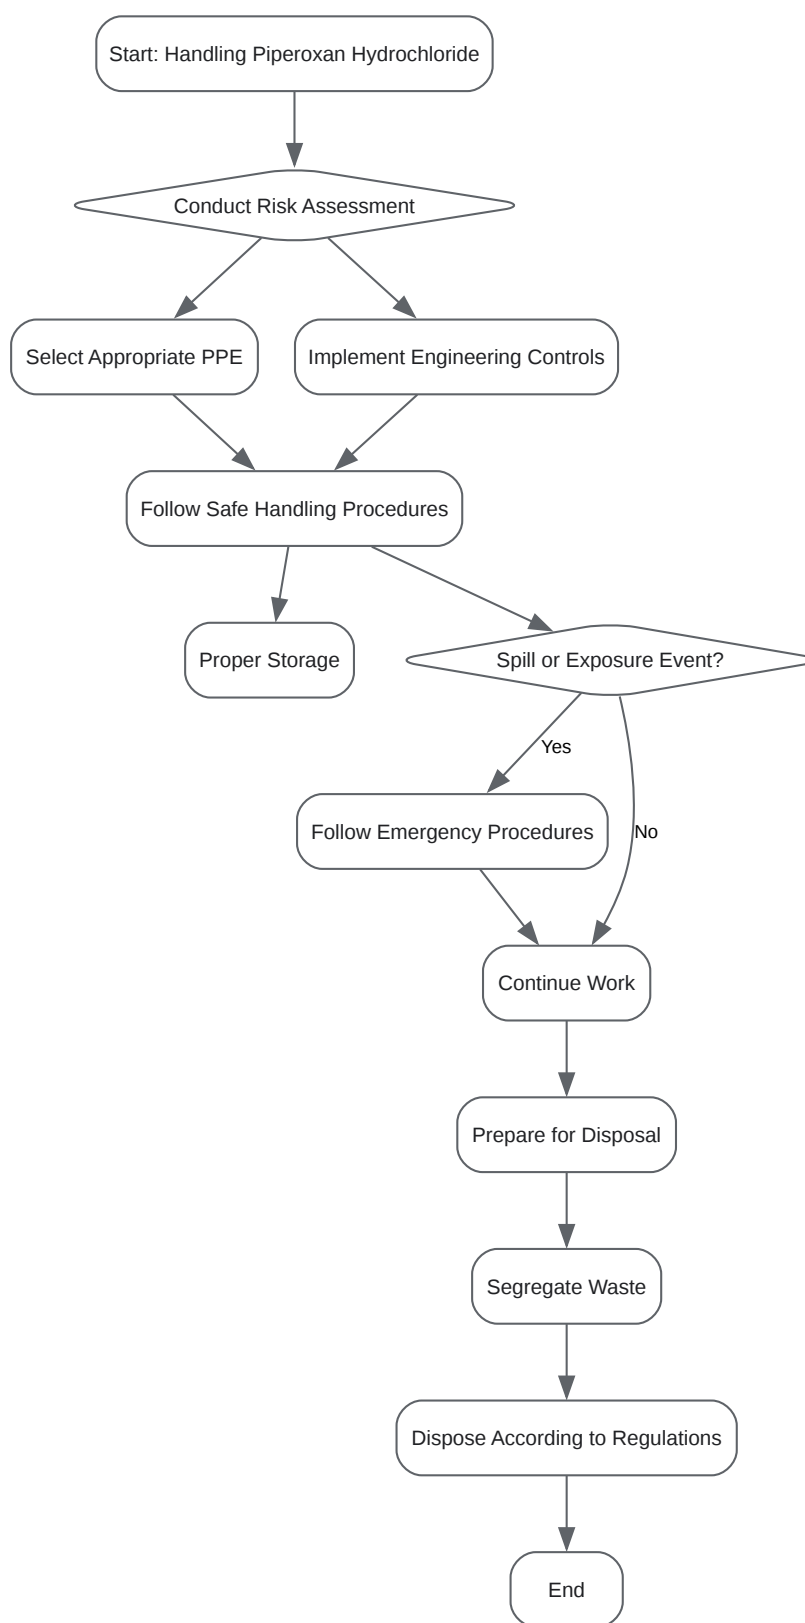 Start: Handling Piperoxan Hydrochloride
Conduct Risk Assessment
Select Appropriate PPE
Implement Engineering Controls
Follow Safe Handling Procedures
Proper Storage
Spill or Exposure Event?
Yes
Follow Emergency Procedures
No
Continue Work
Prepare for Disposal
Segregate Waste
Dispose According to Regulations
End